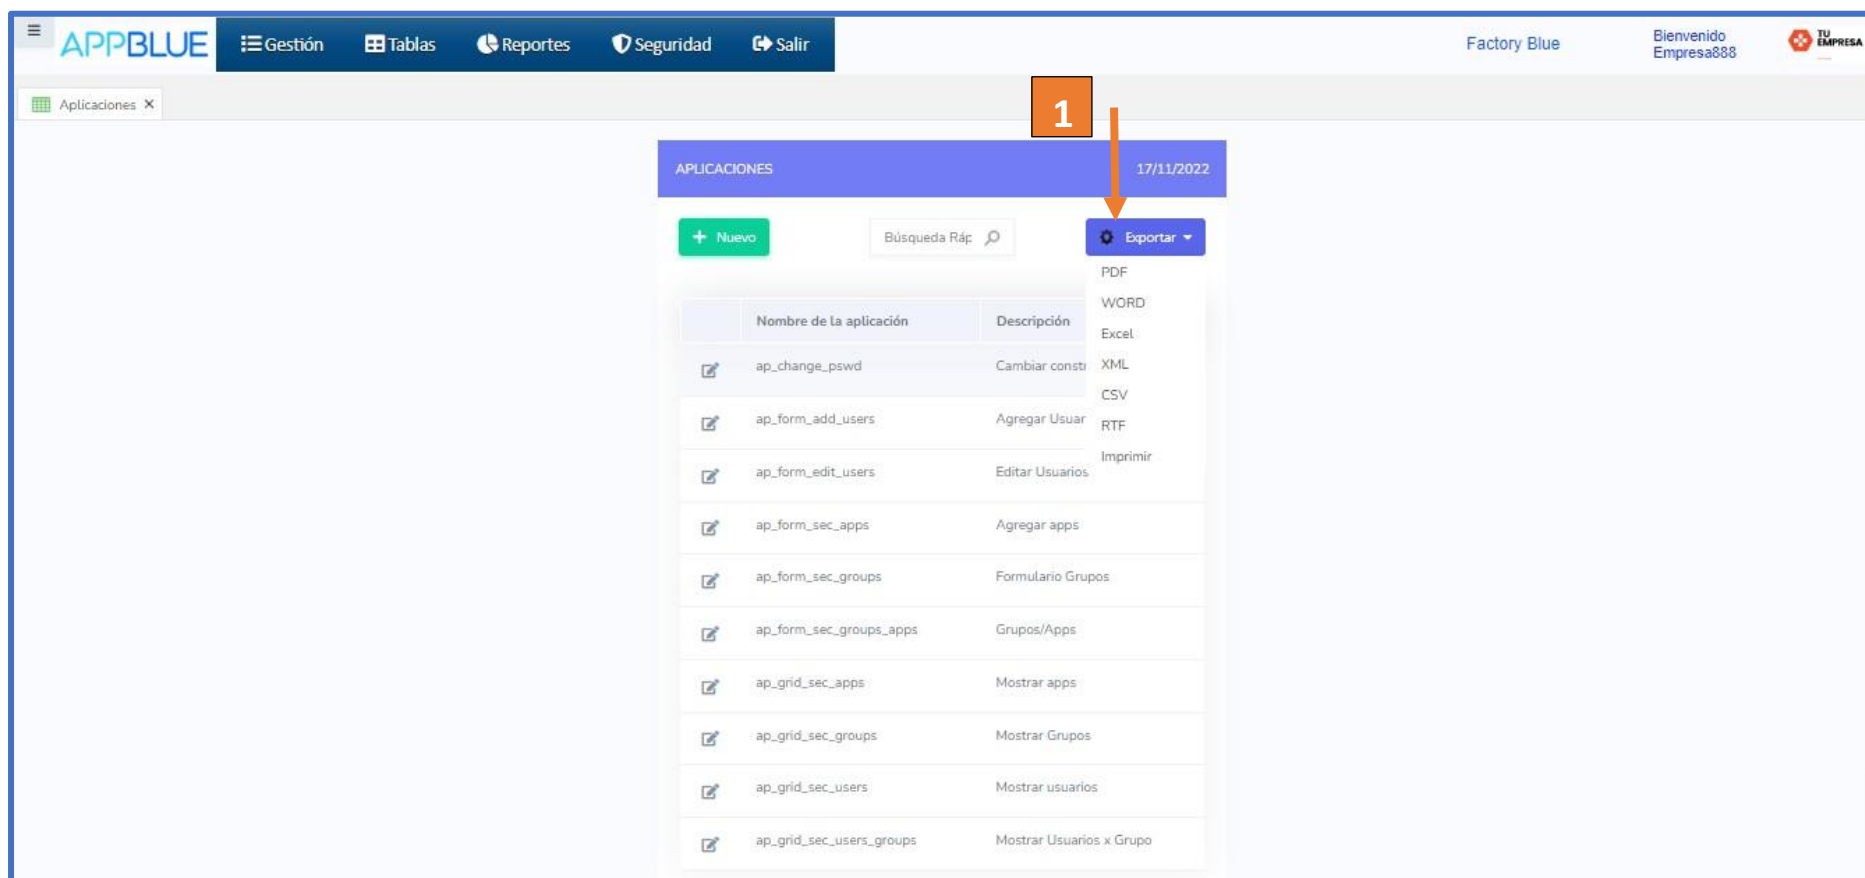 APPBLUE Gestión Tablas Reportes Seguridad Salir Factory Blue Bienvenido
Empresa888
TU
EMPRESA
Aplicaciones X
1
APLICACIONES 17/11/2022
+ Nuevo Búsqueda Ráp Exportar
PDF
WORD
Nombre de la aplicación Descripción
Excel
ap_change_pswd Cambiar constr
XML
CSV
ap_form_add_users Agregar Usuar
RTF
Imprimir
ap_form_edit_users Editar Usuarios
ap_form_sec_apps Agregar apps
ap_form_sec_groups Formulario Grupos
ap_form_sec_groups_apps Grupos/Apps
ap_grid_sec_apps Mostrar apps
ap_grid_sec_groups Mostrar Grupos
ap_grid_sec_users Mostrar usuarios
ap_grid_sec_users_groups Mostrar Usuarios x Grupo